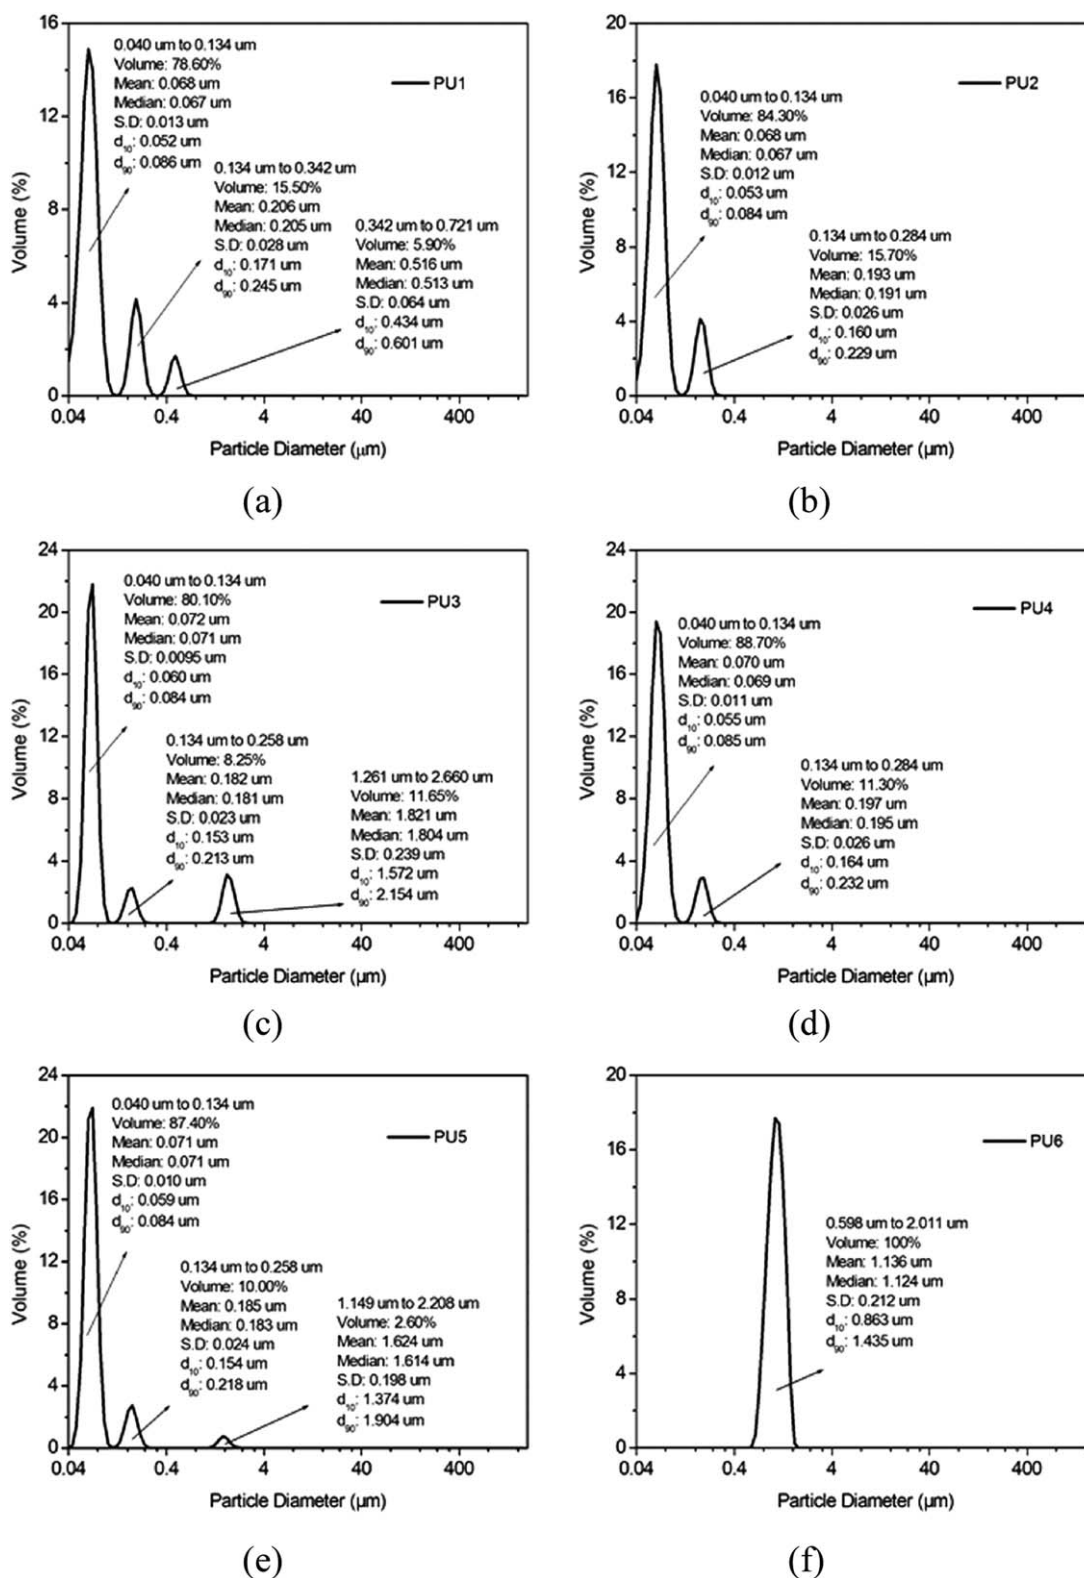 16
12
8
4
0
Volume (%)
0.04 0.4 4 40 400
Particle Diameter (μm)
PU1
0.040 um to 0.134 um
Volume: 78.60%
Mean: 0.068 um
Median: 0.067 um
S.D: 0.013 um
d10: 0.052 um
d90: 0.086 um
0.134 um to 0.342 um
Volume: 15.50%
Mean: 0.206 um
Median: 0.205 um
S.D: 0.028 um
d10: 0.171 um
d90: 0.245 um
0.342 um to 0.721 um
Volume: 5.90%
Mean: 0.516 um
Median: 0.513 um
S.D: 0.064 um
d10: 0.434 um
d90: 0.601 um
(a)
20
16
12
8
4
0
Volume (%)
0.04 0.4 4 40 400
Particle Diameter (μm)
PU2
0.040 um to 0.134 um
Volume: 84.30%
Mean: 0.068 um
Median: 0.067 um
S.D: 0.012 um
d10: 0.053 um
d90: 0.084 um
0.134 um to 0.284 um
Volume: 15.70%
Mean: 0.193 um
Median: 0.191 um
S.D: 0.026 um
d10: 0.160 um
d90: 0.229 um
(b)
24
20
16
12
8
4
0
Volume (%)
0.04 0.4 4 40 400
Particle Diameter (μm)
PU3
0.040 um to 0.134 um
Volume: 80.10%
Mean: 0.072 um
Median: 0.071 um
S.D: 0.0095 um
d10: 0.060 um
d90: 0.084 um
0.134 um to 0.258 um
Volume: 8.25%
Mean: 0.182 um
Median: 0.181 um
S.D: 0.023 um
d10: 0.153 um
d90: 0.213 um
1.261 um to 2.660 um
Volume: 11.65%
Mean: 1.821 um
Median: 1.804 um
S.D: 0.239 um
d10: 1.572 um
d90: 2.154 um
(c)
24
20
16
12
8
4
0
Volume (%)
0.04 0.4 4 40 400
Particle Diameter (μm)
PU4
0.040 um to 0.134 um
Volume: 88.70%
Mean: 0.070 um
Median: 0.069 um
S.D: 0.011 um
d10: 0.055 um
d90: 0.085 um
0.134 um to 0.284 um
Volume: 11.30%
Mean: 0.197 um
Median: 0.195 um
S.D: 0.026 um
d10: 0.164 um
d90: 0.232 um
(d)
24
20
16
12
8
4
0
Volume (%)
0.04 0.4 4 40 400
Particle Diameter (μm)
PU5
0.040 um to 0.134 um
Volume: 87.40%
Mean: 0.071 um
Median: 0.071 um
S.D: 0.010 um
d10: 0.059 um
d90: 0.084 um
0.134 um to 0.258 um
Volume: 10.00%
Mean: 0.185 um
Median: 0.183 um
S.D: 0.024 um
d10: 0.154 um
d90: 0.218 um
1.149 um to 2.208 um
Volume: 2.60%
Mean: 1.624 um
Median: 1.614 um
S.D: 0.198 um
d10: 1.374 um
d90: 1.904 um
(e)
20
16
12
8
4
0
Volume (%)
0.04 0.4 4 40 400
Particle Diameter (μm)
PU6
0.598 um to 2.011 um
Volume: 100%
Mean: 1.136 um
Median: 1.124 um
S.D: 0.212 um
d10: 0.863 um
d90: 1.435 um
(f)